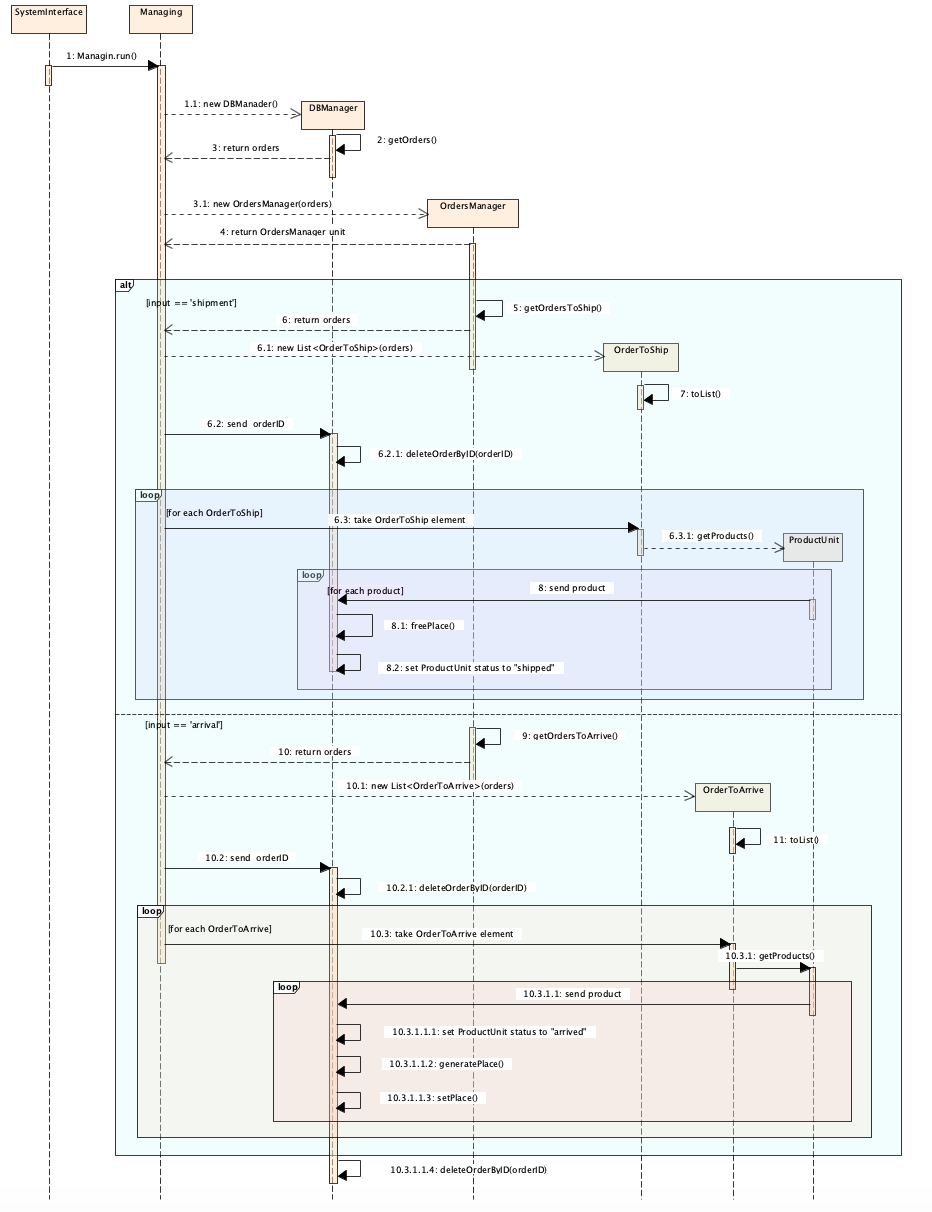 SystemInterface
Managing
1: Managin.run()
1.1: new DBManader()
DBManager
2: getOrders()
3: return orders
3.1: new OrdersManager(orders)
OrdersManager
4: return OrdersManager unit
alt
[input == 'shipment']
5: getOrdersToShip()
6: return orders
6.1: new List<OrderToShip>(orders)
OrderToShip
7: toList()
6.2: send orderID
6.2.1: deleteOrderByID(orderID)
loop
[for each OrderToShip]
6.3: take OrderToShip element
6.3.1: getProducts()
ProductUnit
loop
[for each product]
8: send product
8.1: freePlace()
8.2: set ProductUnit status to "shipped"
[input == 'arrival']
9: getOrdersToArrive()
10: return orders
10.1: new List<OrderToArrive>(orders)
OrderToArrive
11: toList()
10.2: send orderID
10.2.1: deleteOrderByID(orderID)
loop
[for each OrderToArrive]
10.3: take OrderToArrive element
10.3.1: getProducts()
loop
10.3.1.1: send product
10.3.1.1.1: set ProductUnit status to "arrived"
10.3.1.1.2: generatePlace()
10.3.1.1.3: setPlace()
10.3.1.1.4: deleteOrderByID(orderID)